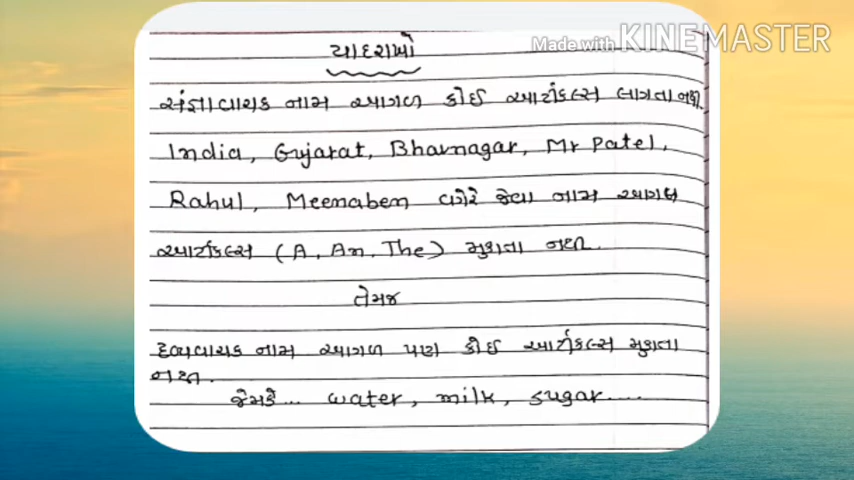 Made with KINEMASTER
યાદરાખો
સંજ્ઞાવાચક નામ આગળ કોઈ આર્ટીકલ્સ લાગતા નથી.
India, Gujarat, Bhavnagar, Mr Patel,
Rahul, Meenaben વગેરે જેવા નામ આગળ
આર્ટીકલ્સ (A, An, The) મુકાતા નથી.
તેમજ
દ્રવ્યવાચક નામ આગળ પણ કોઈ આર્ટીકલ્સ મુકાતા
નથી.
જેમકે... water, milk, sugar....